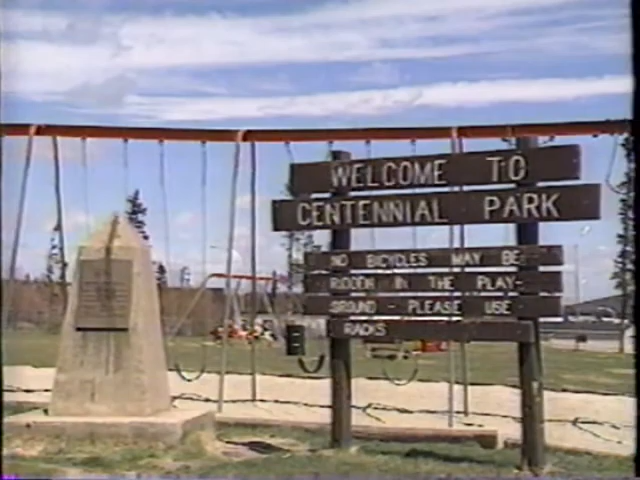 WELCOME TO
CENTENNIAL PARK
NO BICYCLES MAY BE
RIDDEN IN THE PLAY-
GROUND - PLEASE USE
RACKS